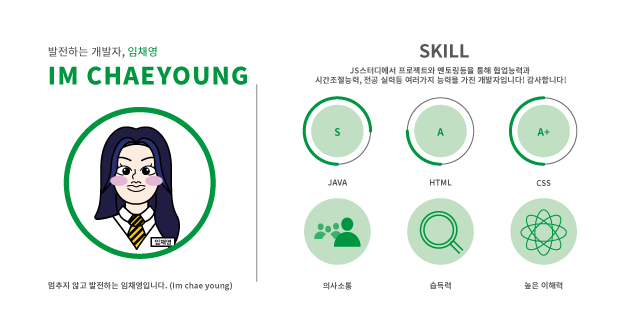 발전하는 개발자, 임채영
IM CHAEYOUNG
임채영
멈추지 않고 발전하는 임채영입니다. (Im chae young)
SKILL
JS스터디에서 프로잭트와 멘토링등을 통해 협업능력과
시간조절능력, 전공 실력등 여러가지 능력을 가진 개발자입니다! 감사합니다!
S
A
A+
JAVA
HTML
CSS
의사소통
습독력
높은 이해력